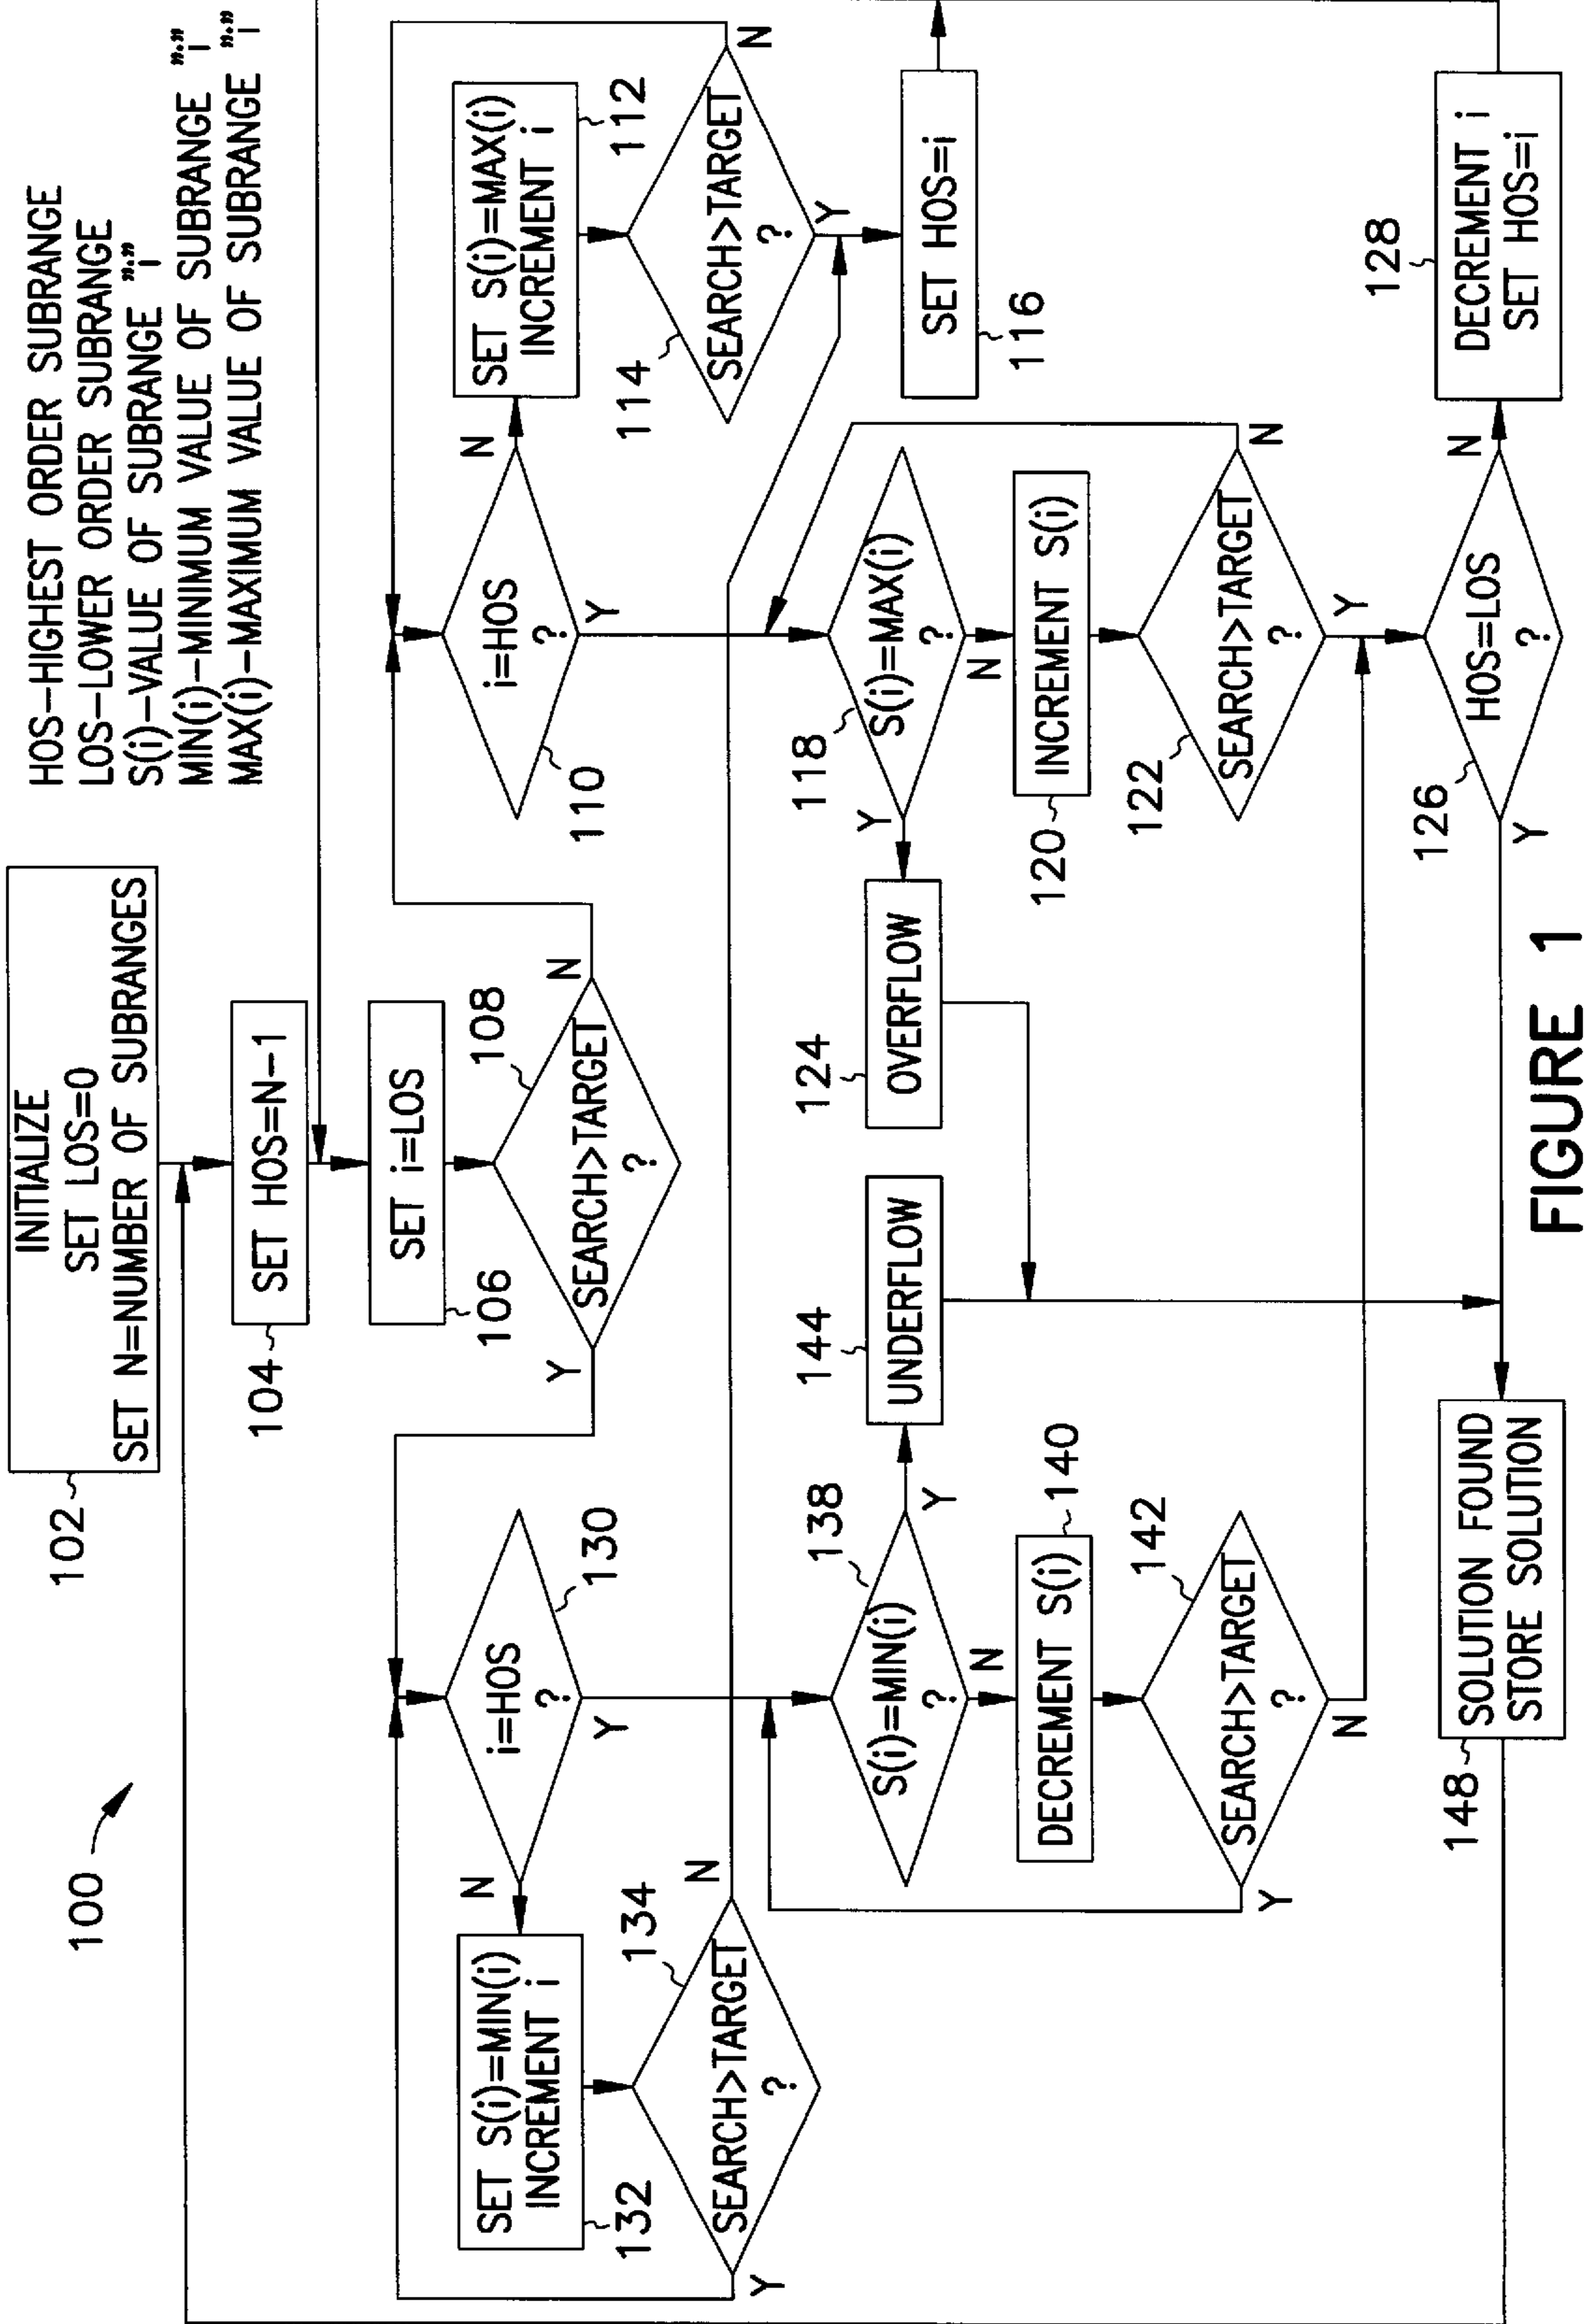 100
102
INITIALIZE
SET LOS=0
SET N=NUMBER OF SUBRANGES
HOS–HIGHEST ORDER SUBRANGE
LOS–LOWER ORDER SUBRANGE
S(i)–VALUE OF SUBRANGE "i"
MIN(i)–MINIMUM VALUE OF SUBRANGE "i"
MAX(i)–MAXIMUM VALUE OF SUBRANGE "i"
104
SET HOS=N–1
106
SET i=LOS
108
SEARCH>TARGET
?
Y
N
130
i=HOS
?
N
Y
132
SET S(i)=MIN(i)
INCREMENT i
134
SEARCH>TARGET
?
Y
N
110
i=HOS
?
N
Y
SET S(i)=MAX(i)
INCREMENT i
112
114
SEARCH>TARGET
?
N
Y
SET HOS=i
116
138
S(i)=MIN(i)
?
Y
N
144
UNDERFLOW
124
OVERFLOW
118
S(i)=MAX(i)
?
Y
N
DECREMENT S(i)
140
120
INCREMENT S(i)
142
SEARCH>TARGET
?
Y
N
122
SEARCH>TARGET
?
N
Y
126
HOS=LOS
?
Y
N
128
DECREMENT i
SET HOS=i
148
SOLUTION FOUND
STORE SOLUTION
FIGURE 1